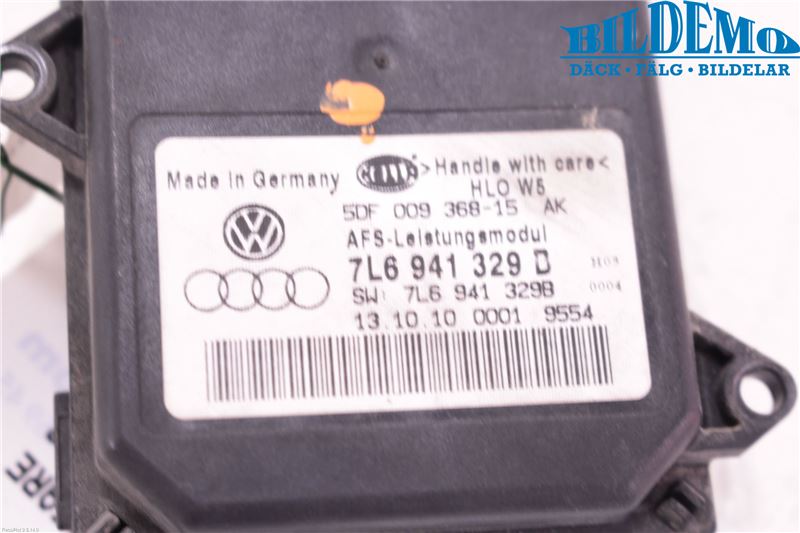 BILDEMO
DÄCK • FÄLG • BILDELAR
Made in Germany
HELLA
>Handle with care<
HLO W5
5DF 009 368-15 AK
AFS-Leistungsmodul
7L6 941 329 B
H03
SW: 7L6 941 329B
0004
13.10.10 0001 9554